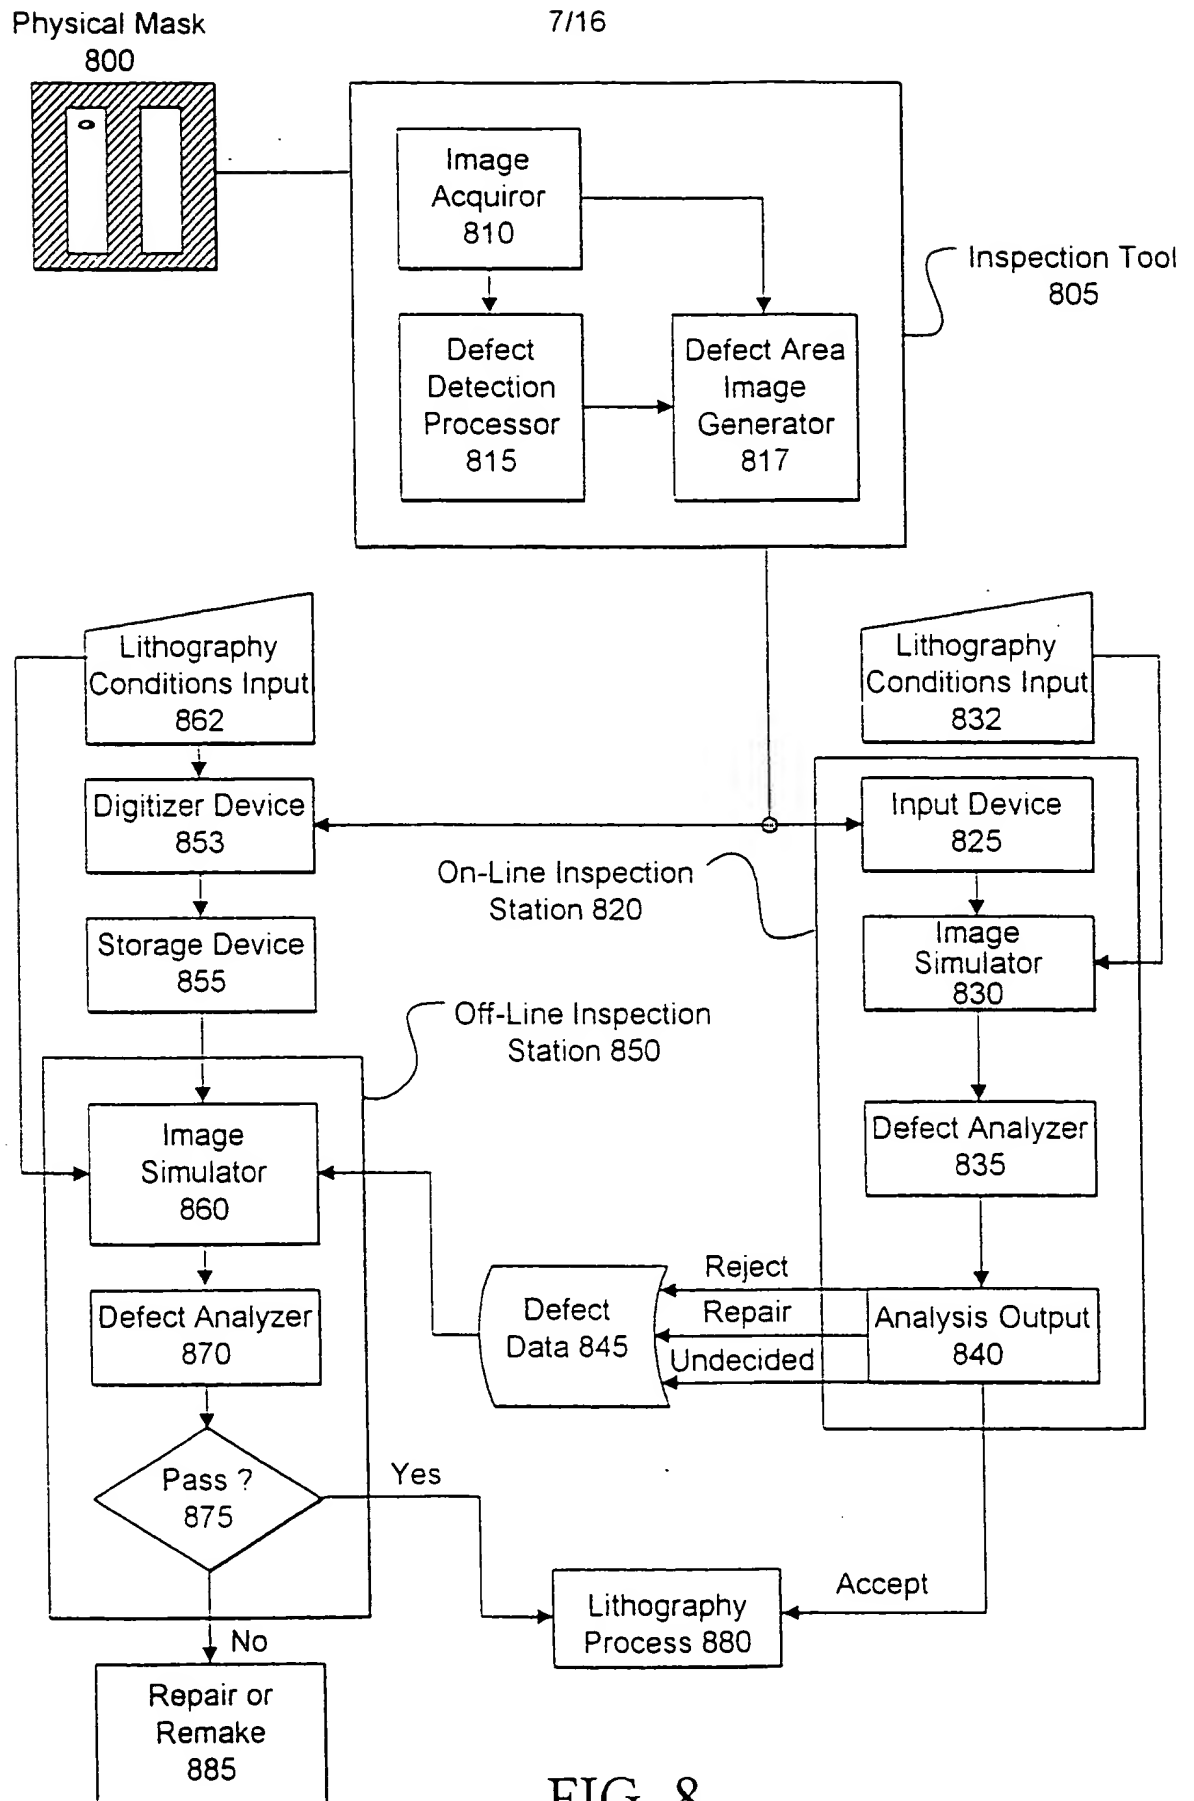 Physical Mask
800
7/16
Image
Acquiror
810
Defect
Detection
Processor
815
Defect Area
Image
Generator
817
Inspection Tool
805
Lithography
Conditions Input
862
Lithography
Conditions Input
832
Digitizer Device
853
Input Device
825
On-Line Inspection
Station 820
Storage Device
855
Image
Simulator
830
Off-Line Inspection
Station 850
Image
Simulator
860
Defect Analyzer
835
Defect Analyzer
870
Defect
Data 845
Reject
Repair
Undecided
Analysis Output
840
Pass ?
875
Yes
Accept
Lithography
Process 880
No
Repair or
Remake
885
FIG. 8